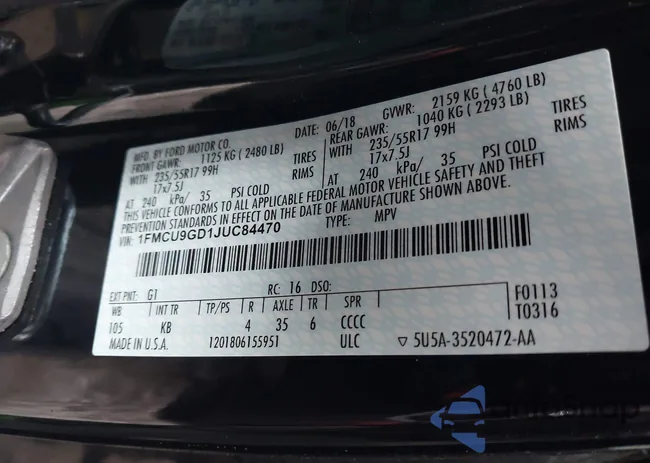 MFD. BY FORD MOTOR CO. DATE: 06/18 GVWR: 2159 KG ( 4760 LB)
FRONT GAWR: 1125 KG ( 2480 LB) REAR GAWR: 1040 KG ( 2293 LB)
WITH 235/55R17 99H TIRES WITH 235/55R17 99H TIRES
17x7.5J RIMS 17x7.5J RIMS
AT 240 kPa/ 35 PSI COLD AT 240 kPa/ 35 PSI COLD
THIS VEHICLE CONFORMS TO ALL APPLICABLE FEDERAL MOTOR VEHICLE SAFETY AND THEFT
PREVENTION STANDARDS IN EFFECT ON THE DATE OF MANUFACTURE SHOWN ABOVE.
VIN: 1FMCU9GD1JUC84470 TYPE: MPV
EXT PNT: G1 RC: 16 DSO: F0113
WB INT TR TP/PS R AXLE TR SPR T0316
105 KB 4 35 6 CCCC
MADE IN U.S.A. 1201806155951 ULC ▽ 5U5A-3520472-AA